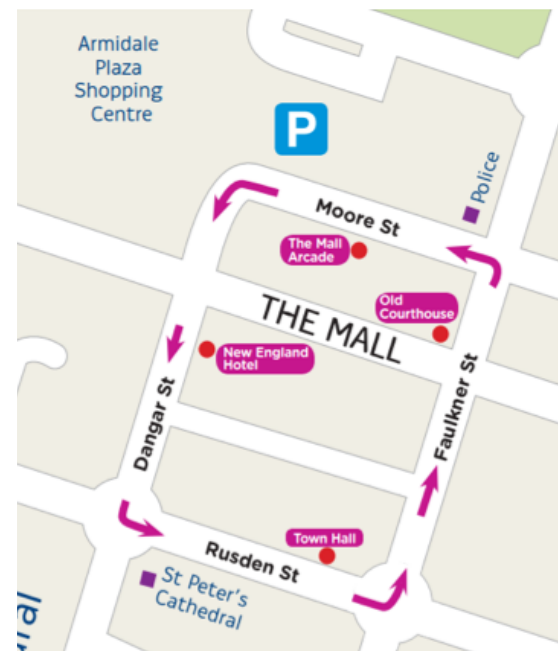 Armidale
Plaza
Shopping
Centre
P
Police
Moore St
The Mall
Arcade
Old
Courthouse
THE MALL
New England
Hotel
Faulkner St
Dangar St
Town Hall
Rusden St
St Peter's
Cathedral
ral